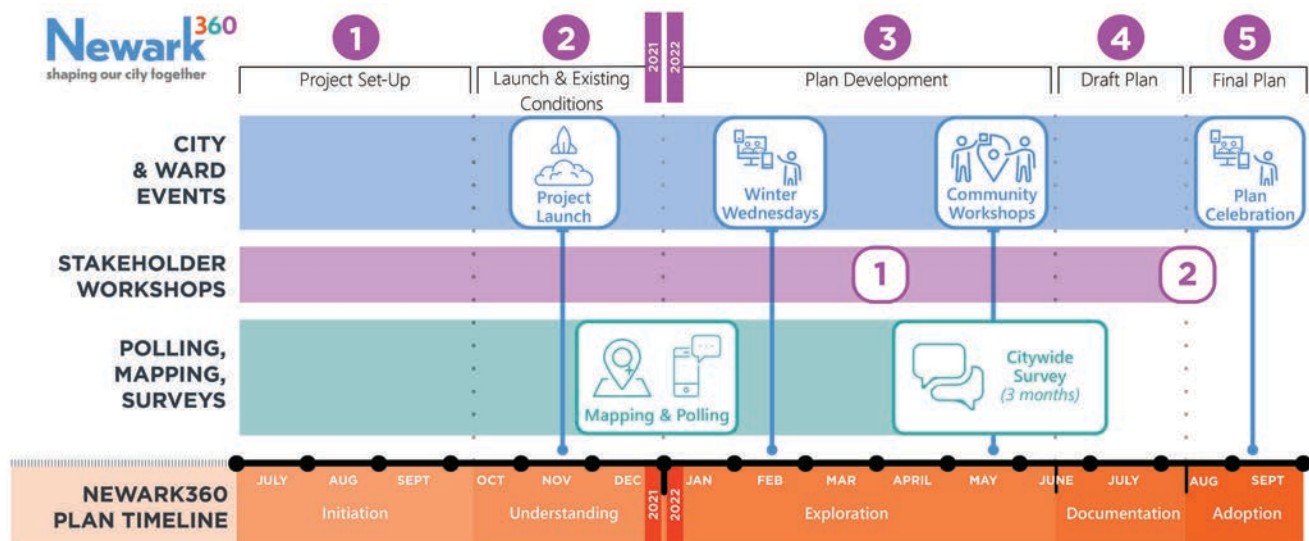 Newark360
shaping our city together
1
2
3
4
5
2021
2022
Project Set-Up
Launch & Existing
Conditions
Plan Development
Draft Plan
Final Plan
CITY
& WARD
EVENTS
Project
Launch
Winter
Wednesdays
Community
Workshops
Plan
Celebration
STAKEHOLDER
WORKSHOPS
1
2
POLLING,
MAPPING,
SURVEYS
Mapping & Polling
Citywide
Survey
(3 months)
NEWARK360
PLAN TIMELINE
JULY AUG SEPT OCT NOV DEC 2021 2022 JAN FEB MAR APRIL MAY JUNE JULY AUG SEPT
Initiation Understanding Exploration Documentation Adoption